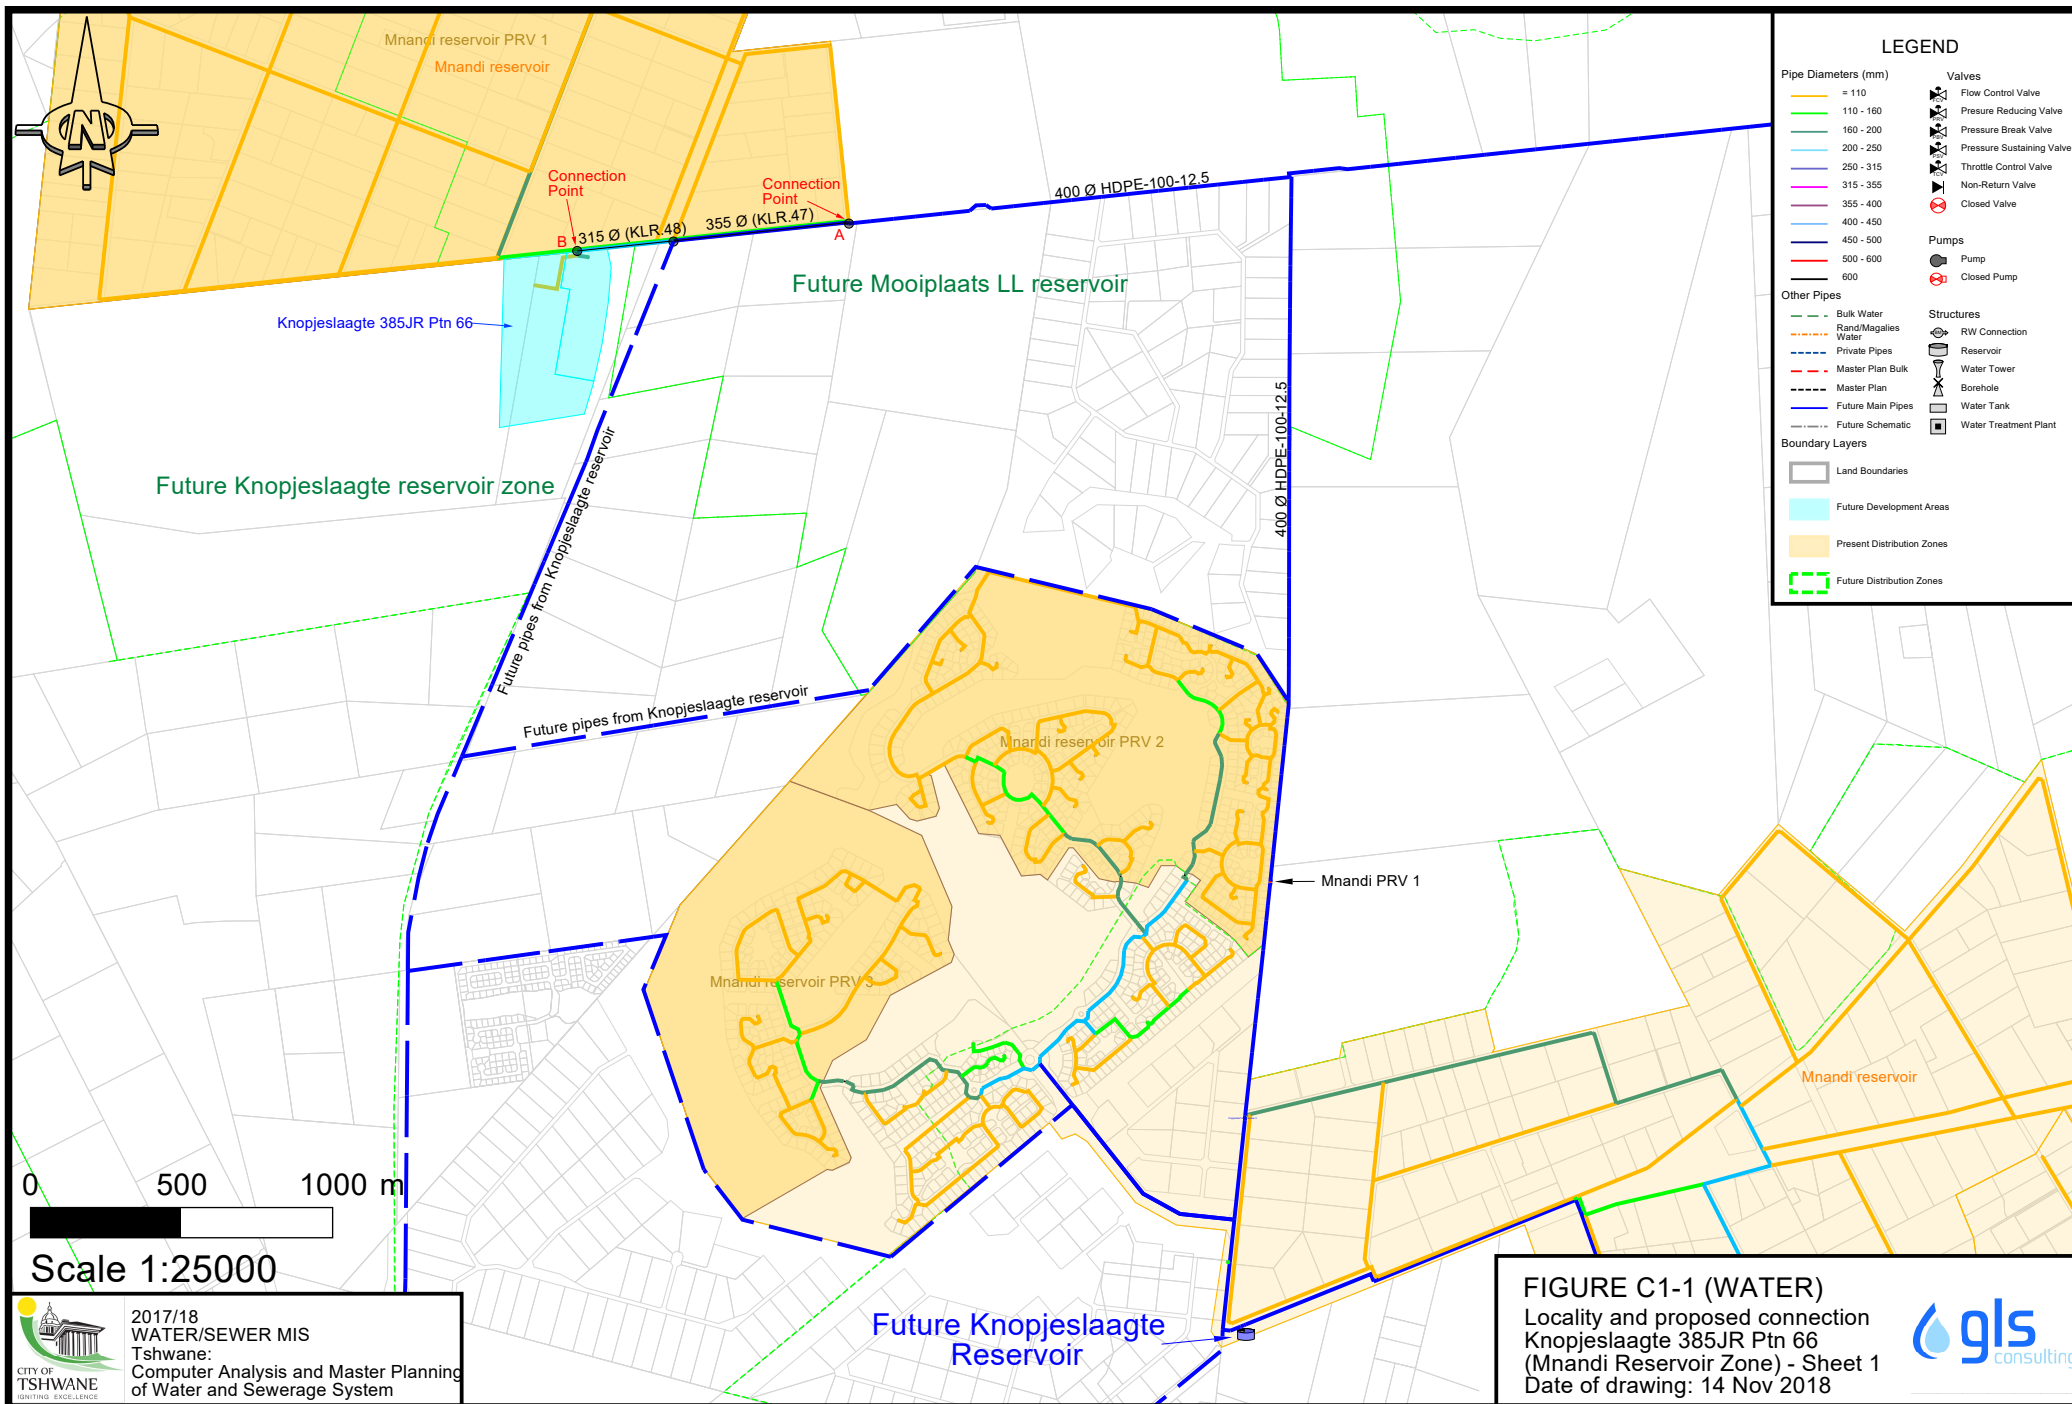 Mnandi reservoir PRV 1
Mnandi reservoir
N
Connection
Point
Connection
Point
B
315 Ø (KLR.48)
355 Ø (KLR.47)
A
400 Ø HDPE-100-12.5
400 Ø HDPE-100-12.5
Future Mooiplaats LL reservoir
Knopjeslaagte 385JR Ptn 66
Future Knopjeslaagte reservoir zone
Future pipes from Knopjeslaagte reservoir
Future pipes from Knopjeslaagte reservoir
Mnandi reservoir PRV 2
Mnandi PRV 1
Mnandi reservoir PRV 3
Mnandi reservoir
Future Knopjeslaagte
Reservoir
0 500 1000 m
Scale 1:25000
LEGEND
Pipe Diameters (mm)
= 110
110 - 160
160 - 200
200 - 250
250 - 315
315 - 355
355 - 400
400 - 450
450 - 500
500 - 600
600
Other Pipes
Bulk Water
Rand/Magalies
Water
Private Pipes
Master Plan Bulk
Master Plan
Future Main Pipes
Future Schematic
Boundary Layers
Land Boundaries
Future Development Areas
Present Distribution Zones
Future Distribution Zones
Valves
Flow Control Valve
Presure Reducing Valve
Pressure Break Valve
Pressure Sustaining Valve
Throttle Control Valve
Non-Return Valve
Closed Valve
Pumps
Pump
Closed Pump
Structures
RW Connection
Reservoir
Water Tower
Borehole
Water Tank
Water Treatment Plant
CITY OF
TSHWANE
IGNITING EXCELLENCE
2017/18
WATER/SEWER MIS
Tshwane:
Computer Analysis and Master Planning
of Water and Sewerage System
FIGURE C1-1 (WATER)
Locality and proposed connection
Knopjeslaagte 385JR Ptn 66
(Mnandi Reservoir Zone) - Sheet 1
Date of drawing: 14 Nov 2018
gls
consulting